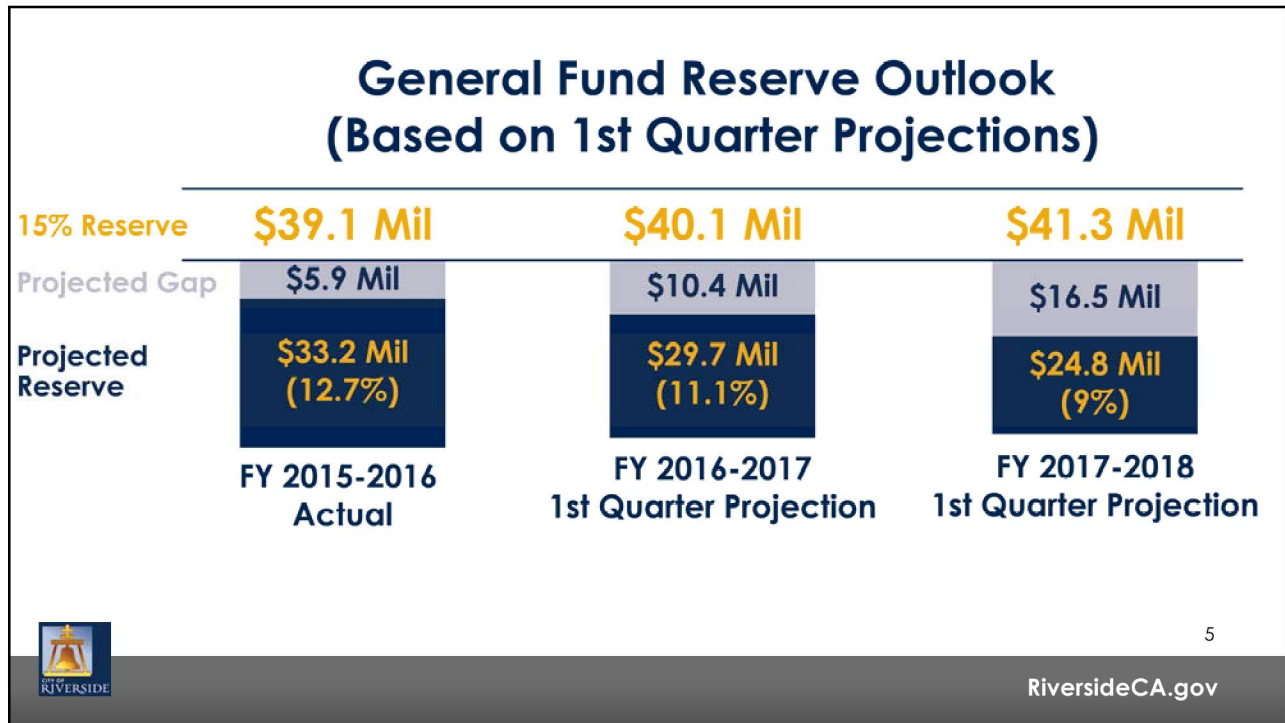 General Fund Reserve Outlook
(Based on 1st Quarter Projections)
15% Reserve $39.1 Mil $40.1 Mil $41.3 Mil
Projected Gap $5.9 Mil $10.4 Mil $16.5 Mil
Projected
Reserve
$33.2 Mil
(12.7%)
$29.7 Mil
(11.1%)
$24.8 Mil
(9%)
FY 2015-2016
Actual
FY 2016-2017
1st Quarter Projection
FY 2017-2018
1st Quarter Projection
5
CITY OF
RIVERSIDE
RiversideCA.gov